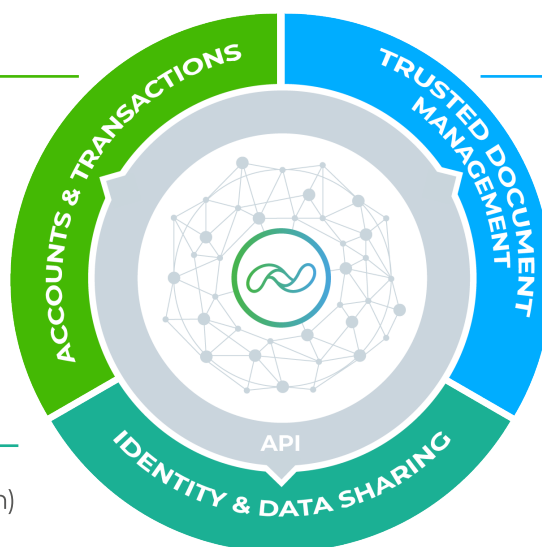 ACCOUNTS & TRANSACTIONS
TRUSTED DOCUMENT
MANAGEMENT
API
IDENTITY & DATA SHARING
n)